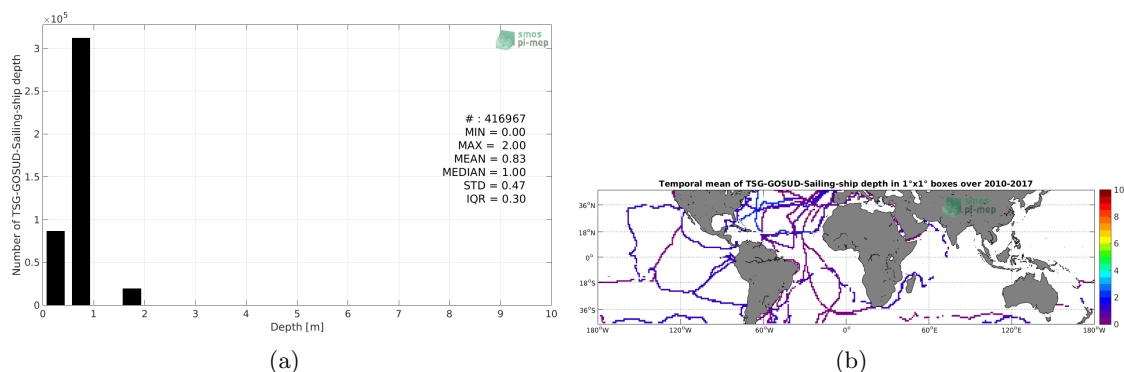 ×10⁵
3
2.5
2
1.5
1
0.5
0
Number of TSG-GOSUD-Sailing-ship depth
0 1 2 3 4 5 6 7 8 9 10
Depth [m]
smos
pi-mep
# : 416967
MIN = 0.00
MAX = 2.00
MEAN = 0.83
MEDIAN = 1.00
STD = 0.47
IQR = 0.30
(a)
Temporal mean of TSG-GOSUD-Sailing-ship depth in 1°x1° boxes over 2010-2017
smos
pi-mep
36°N
18°N
0°
18°S
36°S
180°W 120°W 60°W 0° 60°E 120°E 180°W
10
8
6
4
2
0
(b)